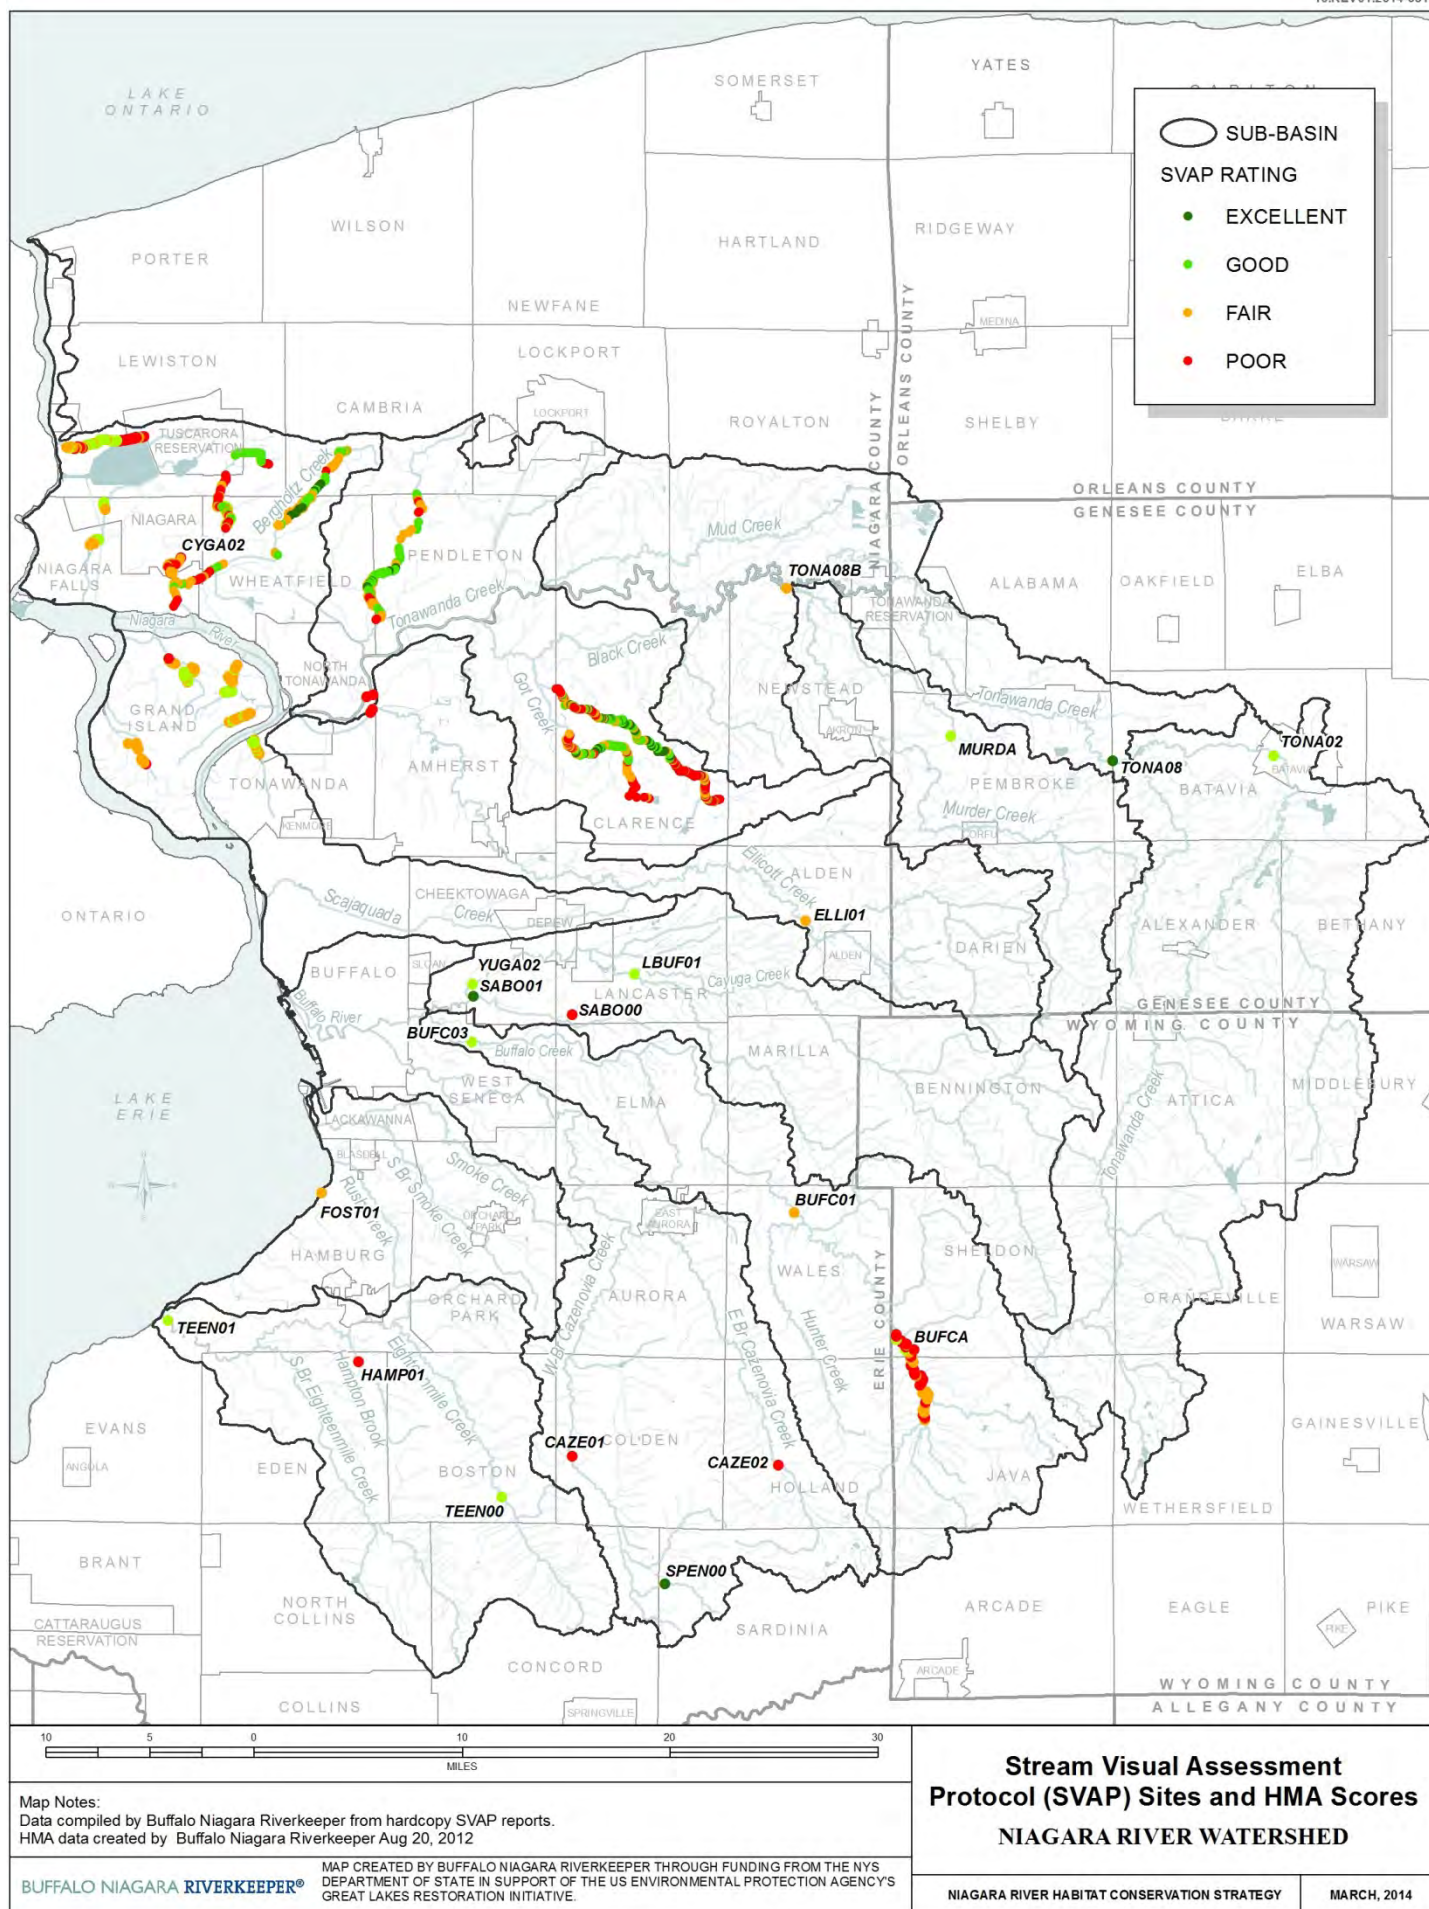 LAKE
ONTARIO
SOMERSET
YATES
SUB-BASIN
SVAP RATING
EXCELLENT
GOOD
FAIR
POOR
WILSON
HARTLAND
RIDGEWAY
PORTER
NEWFANE
MEDINA
LEWISTON
LOCKPORT
CAMBRIA
LOCKPORT
ROYALTON
SHELBY
NIAGARA COUNTY
ORLEANS COUNTY
TUSCARORA
RESERVATION
Bergholtz Creek
ORLEANS COUNTY
GENESEE COUNTY
NIAGARA
Mud Creek
CYGA02
PENDLETON
NIAGARA
FALLS
WHEATFIELD
TONA08B
ALABAMA
OAKFIELD
ELBA
Tonawanda Creek
TONAWANDA
RESERVATION
Niagara
River
Black Creek
NORTH
TONAWANDA
Got Creek
NEWSTEAD
Tonawanda Creek
GRAND
ISLAND
AKRON
MURDA
TONA08
TONA02
BATAVIA
AMHERST
TONAWANDA
PEMBROKE
BATAVIA
KENMORE
CLARENCE
Murder Creek
CORFU
Ellicott Creek
ALDEN
CHEEKTOWAGA
Scajaquada
Creek
DEPEW
ELLI01
ONTARIO
ALEXANDER
BETHANY
DARIEN
ALDEN
BUFFALO
SLOAN
YUGA02
LBUF01
SABO01
Cayuga Creek
LANCASTER
SABO00
GENESEE COUNTY
WYOMING COUNTY
Buffalo River
BUFC03
Buffalo Creek
MARILLA
WEST
SENECA
BENNINGTON
MIDDLEBURY
LAKE
ERIE
ELMA
ATTICA
LACKAWANNA
BLASDELL
Smoke Creek
S Br Smoke Creek
Rush Creek
Tonawanda Creek
FOST01
ORCHARD
PARK
EAST
AURORA
BUFC01
HAMBURG
SHELDON
WARSAW
WALES
W Br Cazenovia Creek
ERIE COUNTY
ORCHARD
PARK
AURORA
ORANGEVILLE
WARSAW
TEEN01
E Br Cazenovia Creek
Hunter Creek
BUFCA
HAMP01
Eighteenmile Creek
Hampton Brook
S Br Eighteenmile Creek
EVANS
GAINESVILLE
ANGOLA
EDEN
CAZE01
COLDEN
CAZE02
BOSTON
HOLLAND
JAVA
TEEN00
WETHERSFIELD
BRANT
SPEN00
NORTH
COLLINS
ARCADE
EAGLE
PIKE
CATTARAUGUS
RESERVATION
SARDINIA
PIKE
CONCORD
ARCADE
WYOMING COUNTY
ALLEGANY COUNTY
COLLINS
SPRINGVILLE
10 5 0 10 20 30
MILES
Map Notes:
Data compiled by Buffalo Niagara Riverkeeper from hardcopy SVAP reports.
HMA data created by Buffalo Niagara Riverkeeper Aug 20, 2012
Stream Visual Assessment
Protocol (SVAP) Sites and HMA Scores
NIAGARA RIVER WATERSHED
BUFFALO NIAGARA RIVERKEEPER®
MAP CREATED BY BUFFALO NIAGARA RIVERKEEPER THROUGH FUNDING FROM THE NYS
DEPARTMENT OF STATE IN SUPPORT OF THE US ENVIRONMENTAL PROTECTION AGENCY'S
GREAT LAKES RESTORATION INITIATIVE.
NIAGARA RIVER HABITAT CONSERVATION STRATEGY
MARCH, 2014